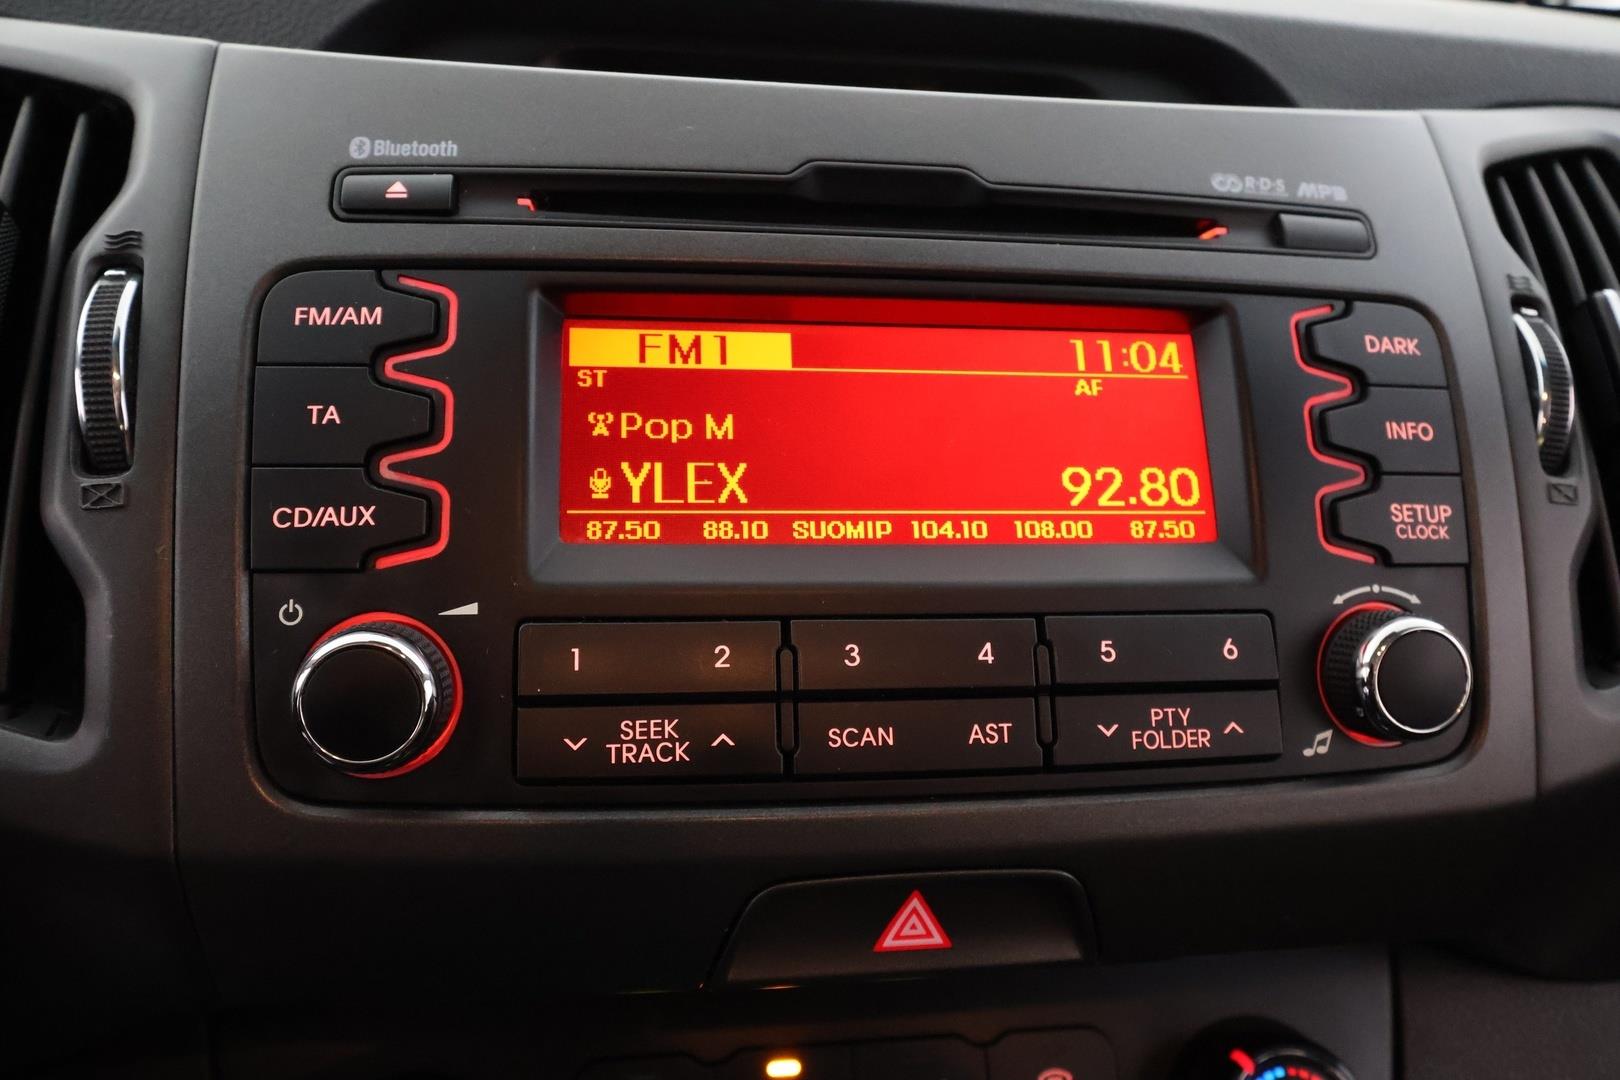 Bluetooth
R·D·S MP3
FM/AM
TA
CD/AUX
FM1 11:04
ST AF
Pop M
YLEX 92.80
87.50 88.10 SUOMIP 104.10 108.00 87.50
DARK
INFO
SETUP
CLOCK
1 2 3 4 5 6
SEEK
TRACK
SCAN AST
PTY
FOLDER